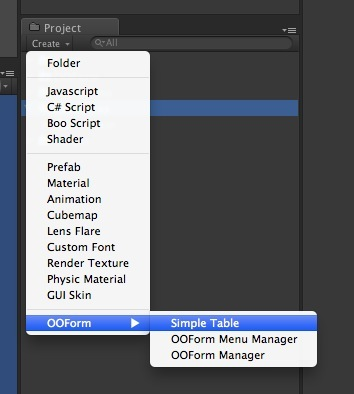 Project
Create
All
Folder
Javascript
C# Script
Boo Script
Shader
Prefab
Material
Animation
Cubemap
Lens Flare
Custom Font
Render Texture
Physic Material
GUI Skin
OOForm
Simple Table
OOForm Menu Manager
OOForm Manager